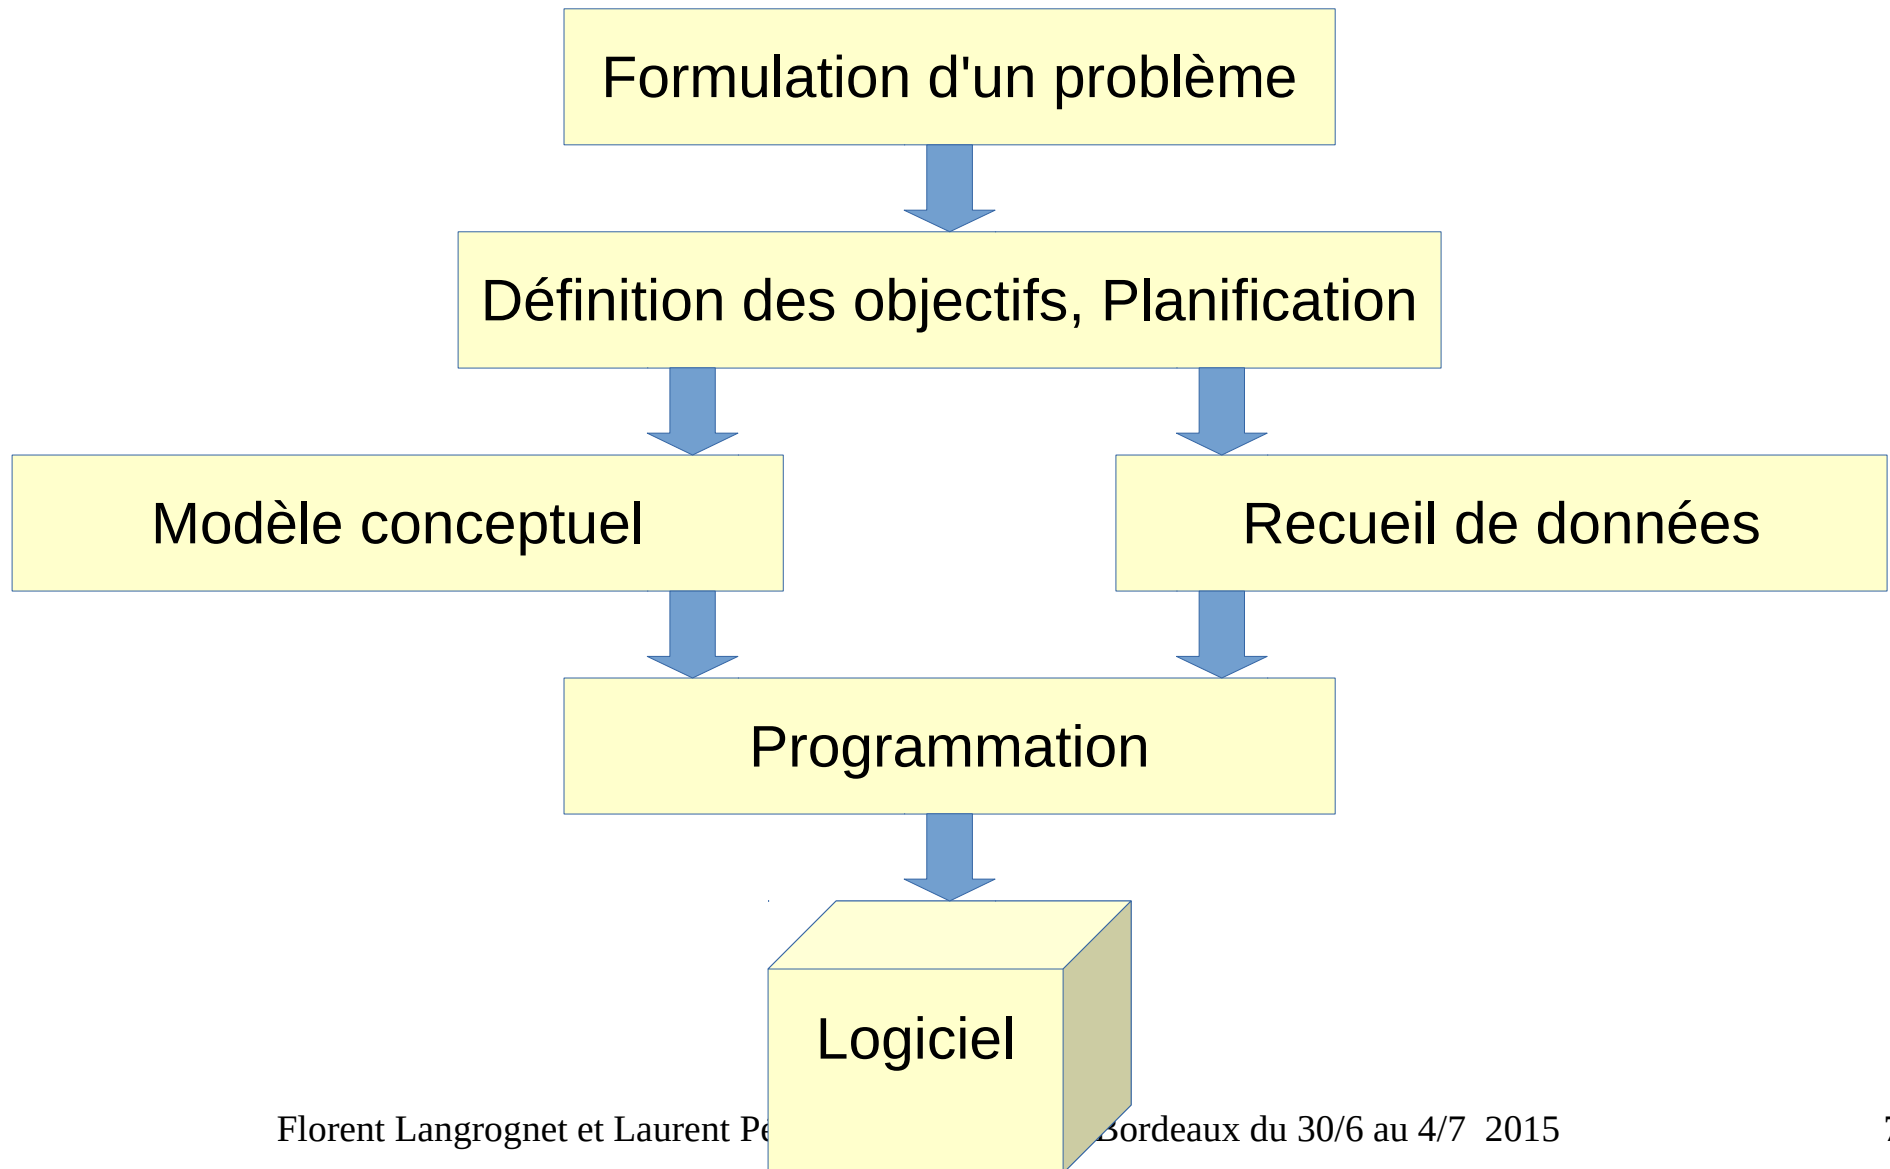 Formulation d'un problème
Définition des objectifs, Planification
Modèle conceptuel
Recueil de données
Programmation
Logiciel
Florent Langrognet et Laurent Bordeaux du 30/6 au 4/7 2015